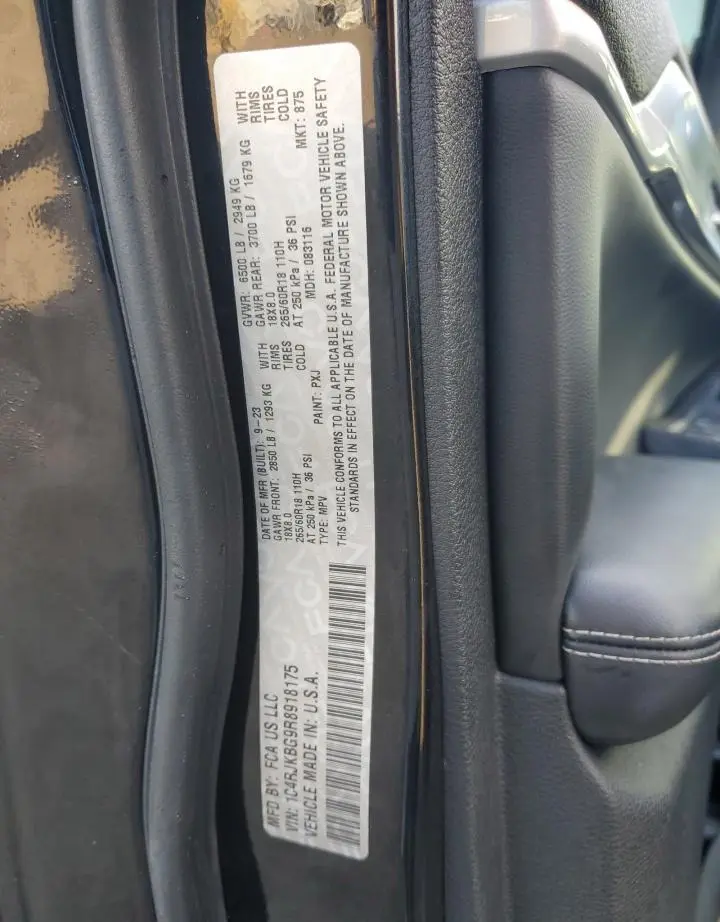 MFD BY: FCA US LLC
VIN: 1C4RJKBG9R8918175
VEHICLE MADE IN: U.S.A.
DATE OF MFR (BUILT): 9-23 GVWR: 6500 LB / 2949 KG
GAWR FRONT: 2850 LB / 1293 KG WITH GAWR REAR: 3700 LB / 1679 KG WITH
18X8.0 RIMS 18X8.0 RIMS
265/60R18 110H TIRES 265/60R18 110H TIRES
AT 250 kPa / 36 PSI COLD AT 250 kPa / 36 PSI COLD
TYPE: MPV PAINT: PXJ MDH: 083116 MKT: 875
THIS VEHICLE CONFORMS TO ALL APPLICABLE U.S.A. FEDERAL MOTOR VEHICLE SAFETY
STANDARDS IN EFFECT ON THE DATE OF MANUFACTURE SHOWN ABOVE.